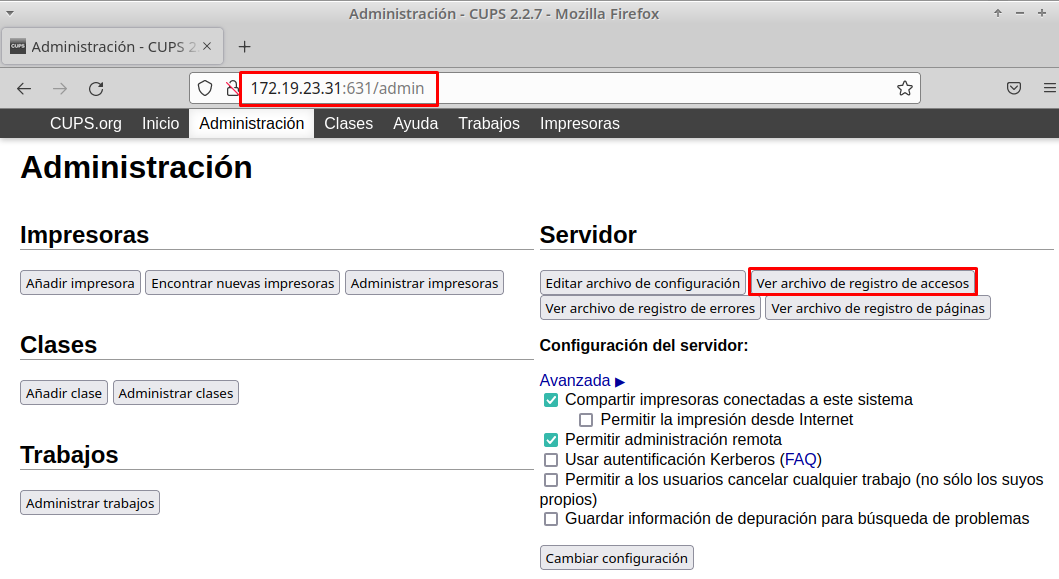 Administración - CUPS 2.2.7 - Mozilla Firefox
CUPS Administración - CUPS 2
172.19.23.31:631/admin
CUPS.org Inicio Administración Clases Ayuda Trabajos Impresoras
Administración
Impresoras
Añadir impresora Encontrar nuevas impresoras Administrar impresoras
Clases
Añadir clase Administrar clases
Trabajos
Administrar trabajos
Servidor
Editar archivo de configuración Ver archivo de registro de accesos
Ver archivo de registro de errores Ver archivo de registro de páginas
Configuración del servidor:
Avanzada ▶
Compartir impresoras conectadas a este sistema
Permitir la impresión desde Internet
Permitir administración remota
Usar autentificación Kerberos (FAQ)
Permitir a los usuarios cancelar cualquier trabajo (no sólo los suyos
propios)
Guardar información de depuración para búsqueda de problemas
Cambiar configuración